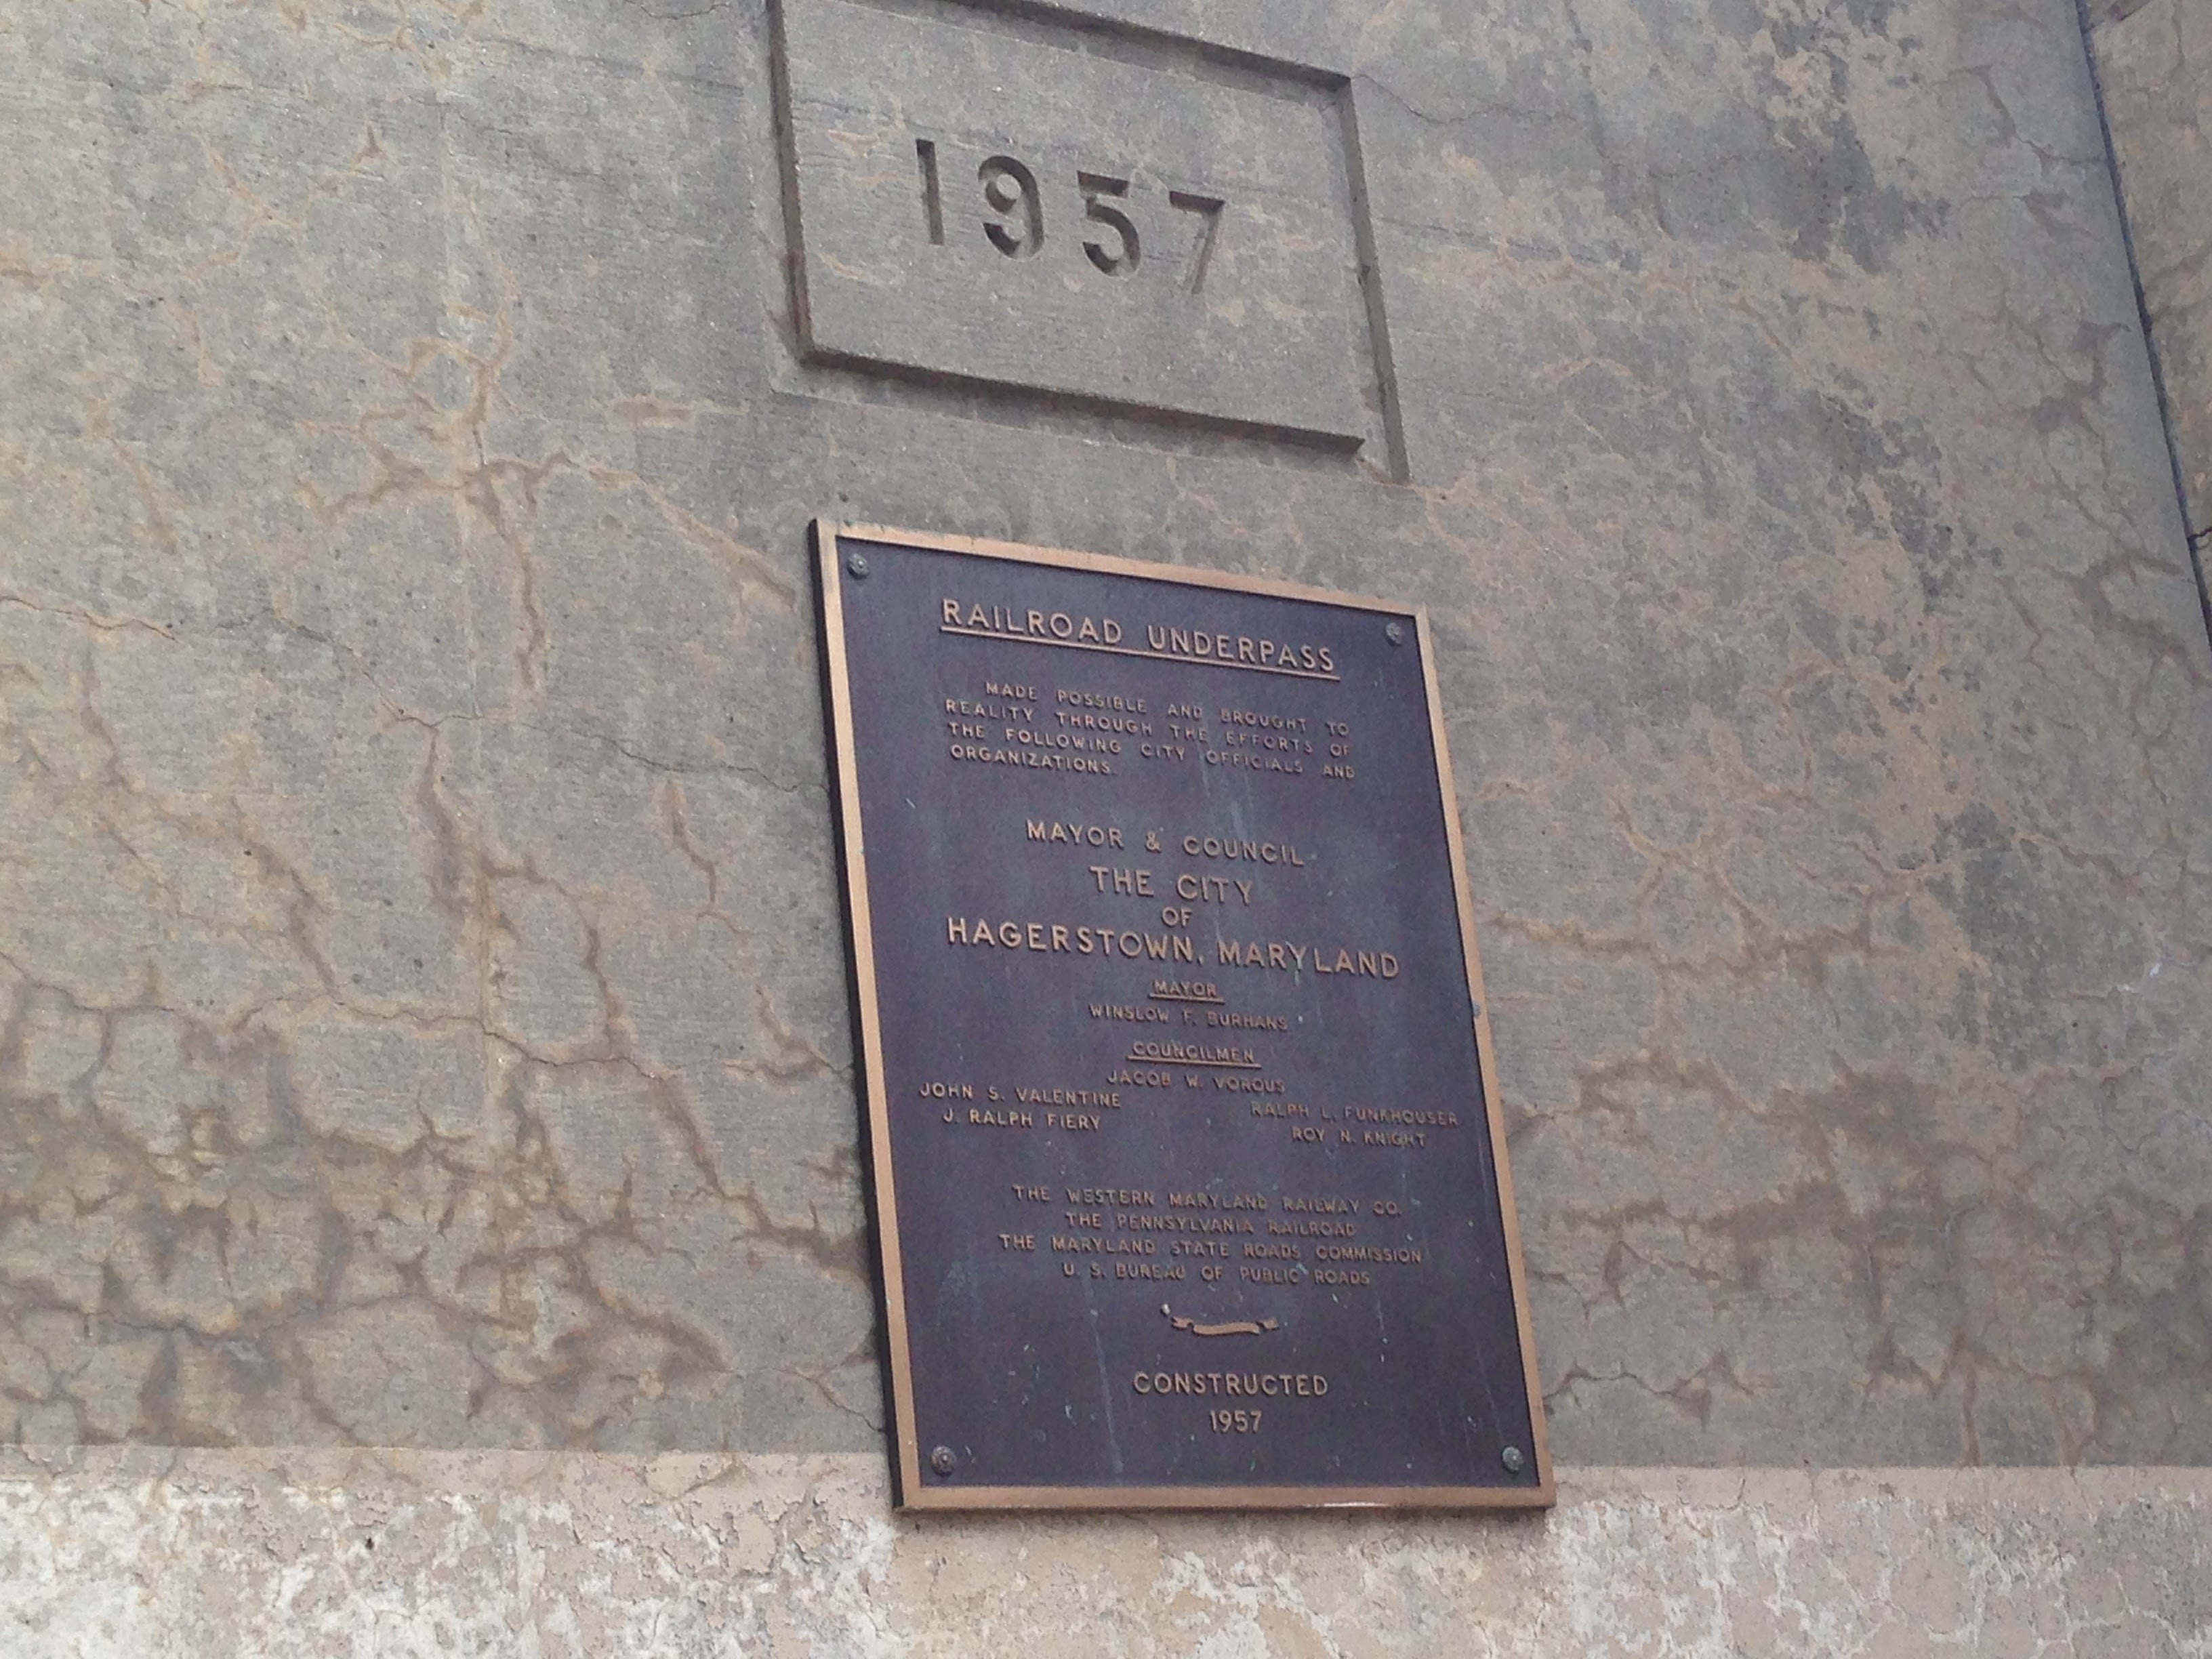 1957
RAILROAD UNDERPASS
MADE POSSIBLE AND BROUGHT TO
REALITY THROUGH THE EFFORTS OF
THE FOLLOWING CITY OFFICIALS AND
ORGANIZATIONS.
MAYOR & COUNCIL
THE CITY
OF
HAGERSTOWN, MARYLAND
MAYOR
WINSLOW F. BURHANS
COUNCILMEN
JACOB W. VOROUS
JOHN S. VALENTINE RALPH L. FUNKHOUSER
J. RALPH FIERY ROY N. KNIGHT
THE WESTERN MARYLAND RAILWAY CO.
THE PENNSYLVANIA RAILROAD
THE MARYLAND STATE ROADS COMMISSION
U. S. BUREAU OF PUBLIC ROADS
CONSTRUCTED
1957